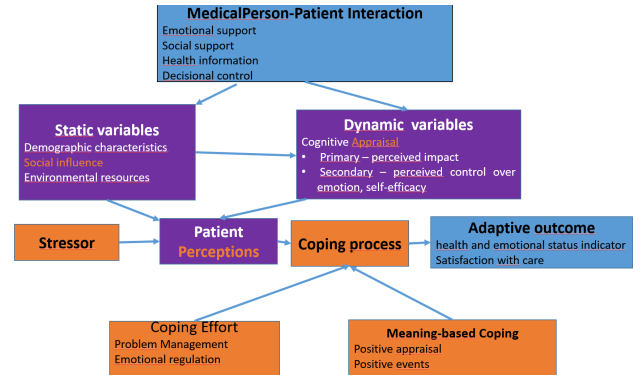 MedicalPerson-Patient Interaction
Emotional support
Social support
Health information
Decisional control
Static variables
Demographic characteristics
Social influence
Environmental resources
Dynamic variables
Cognitive Appraisal
• Primary – perceived impact
• Secondary – perceived control over
emotion, self-efficacy
Stressor
Patient
Perceptions
Coping process
Adaptive outcome
health and emotional status indicator
Satisfaction with care
Coping Effort
Problem Management
Emotional regulation
Meaning-based Coping
Positive appraisal
Positive events